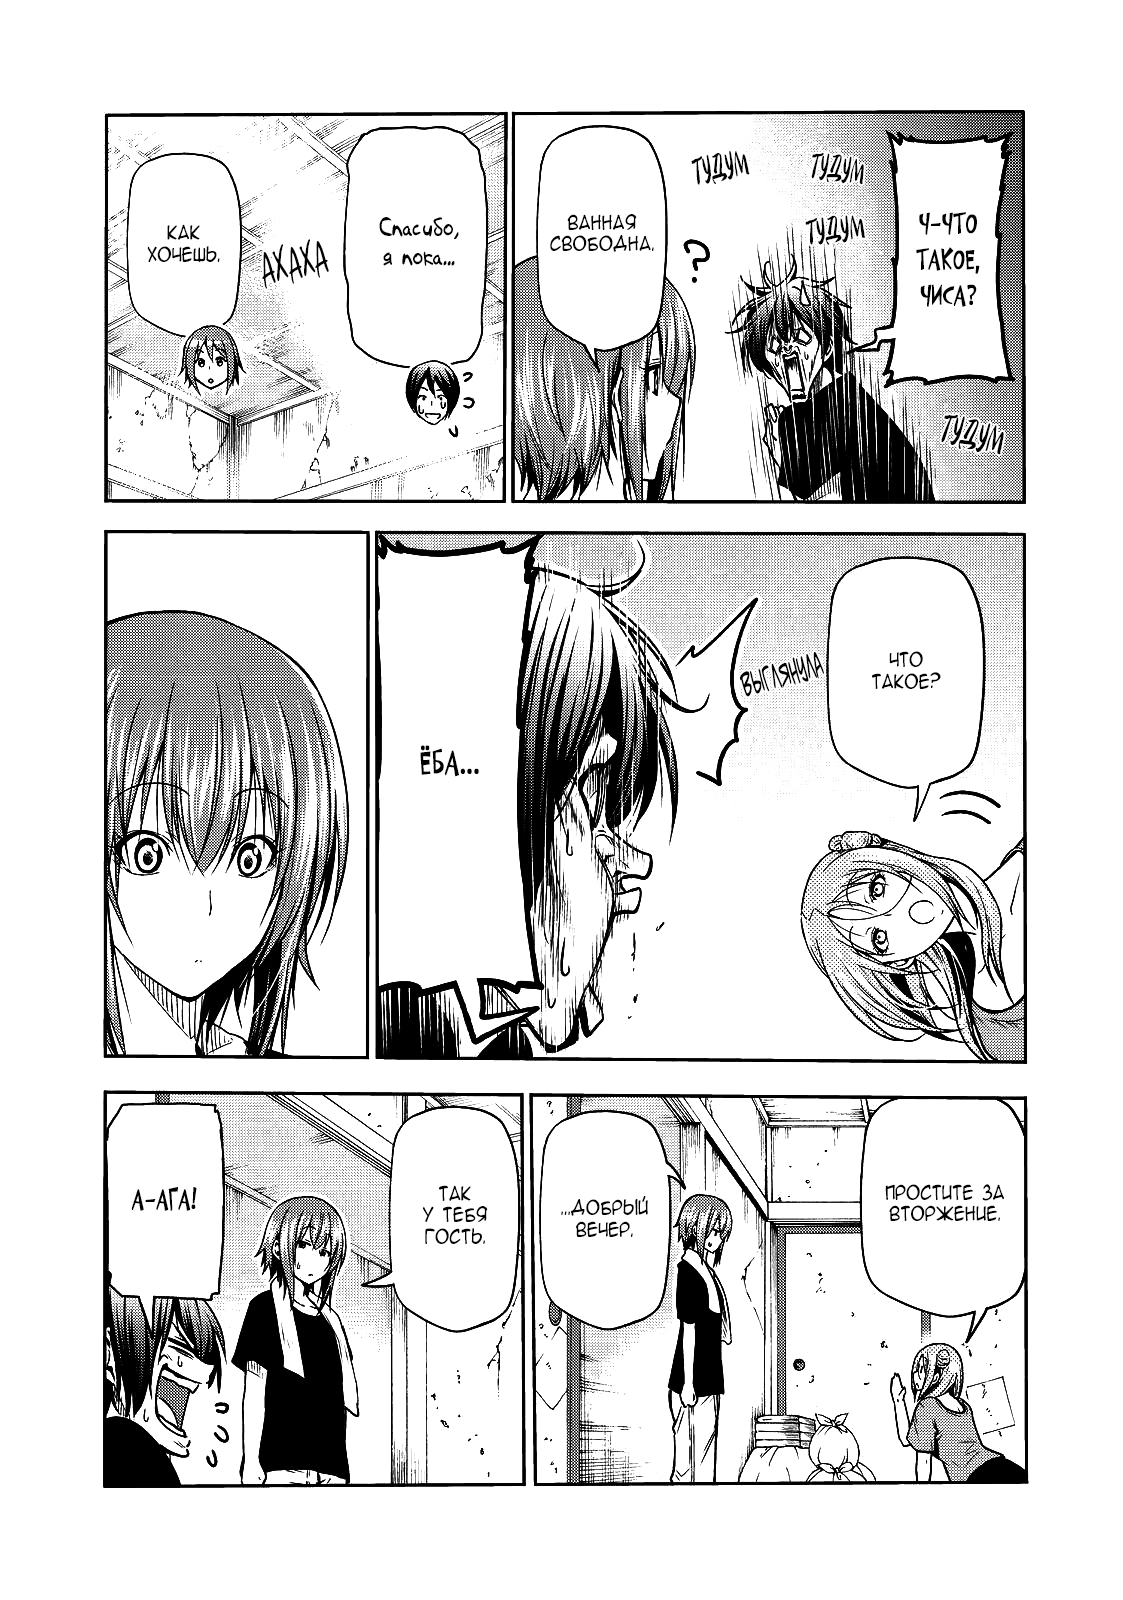 Ч-ЧТО
ТАКОЕ,
ЧИСА?
ТУДУМ
ТУДУМ
ТУДУМ
ТУДУМ
ВАННАЯ
СВОБОДНА.
?
Спасибо,
я пока...
АХАХА
КАК
ХОЧЕШЬ.
ЧТО
ТАКОЕ?
ВЫГЛЯНУЛА
ЁБА...
ПРОСТИТЕ ЗА
ВТОРЖЕНИЕ.
...ДОБРЫЙ
ВЕЧЕР.
ТАК
У ТЕБЯ
ГОСТЬ.
А-АГА!